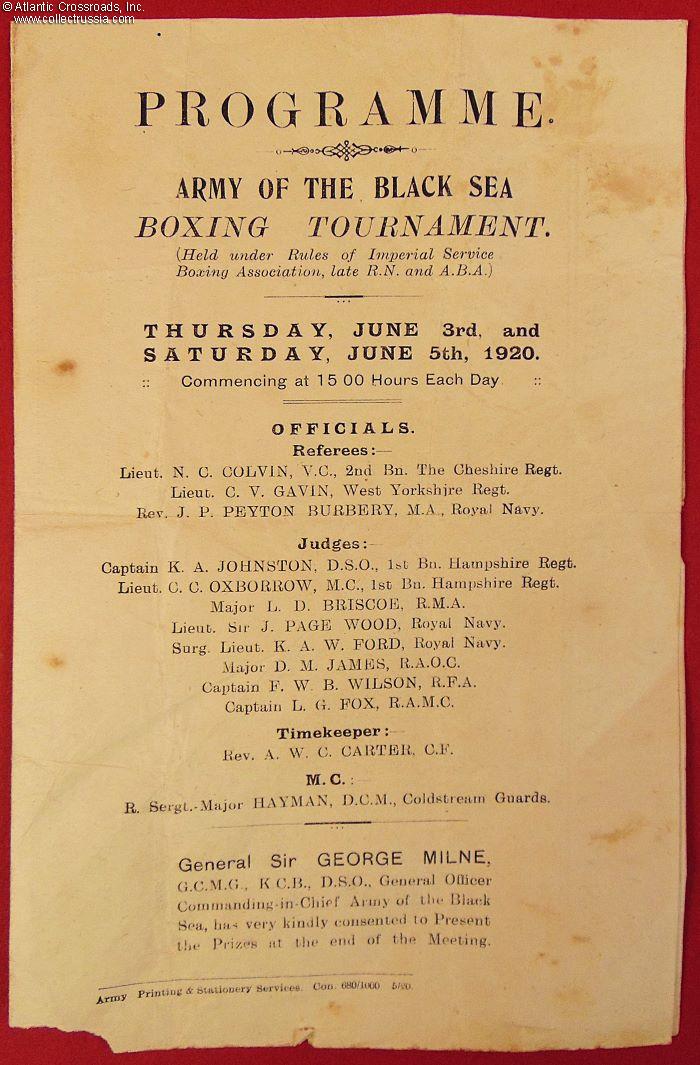 © Atlantic Crossroads, Inc.
www.collectrussia.com
PROGRAMME.
ARMY OF THE BLACK SEA
BOXING TOURNAMENT.
(Held under Rules of Imperial Service
Boxing Association, late R.N. and A.B.A.)
THURSDAY, JUNE 3rd, and
SATURDAY, JUNE 5th, 1920.
:: Commencing at 15 00 Hours Each Day ::
OFFICIALS.
Referees:—
Lieut. N. C. COLVIN, V.C., 2nd Bn. The Cheshire Regt.
Lieut. C. V. GAVIN, West Yorkshire Regt.
Rev. J. P. PEYTON BURBERY, M.A., Royal Navy.
Judges:—
Captain K. A. JOHNSTON, D.S.O., 1st Bn. Hampshire Regt.
Lieut. C. C. OXBORROW, M.C., 1st Bn. Hampshire Regt.
Major L. D. BRISCOE, R.M.A.
Lieut. Sir J. PAGE WOOD, Royal Navy.
Surg. Lieut. K. A. W. FORD, Royal Navy.
Major D. M. JAMES, R.A.O.C.
Captain F. W. B. WILSON, R.F.A.
Captain L. G. FOX, R.A.M.C.
Timekeeper:—
Rev. A. W. C. CARTER, C.F.
M.C.:—
R. Sergt.-Major HAYMAN, D.C.M., Coldstream Guards.
General Sir GEORGE MILNE,
G.C.M.G., K C.B., D.S.O., General Officer
Commanding-in-Chief Army of the Black
Sea, has very kindly consented to Present
the Prizes at the end of the Meeting.
Army Printing & Stationery Services. Con. 680/1000 5/20.